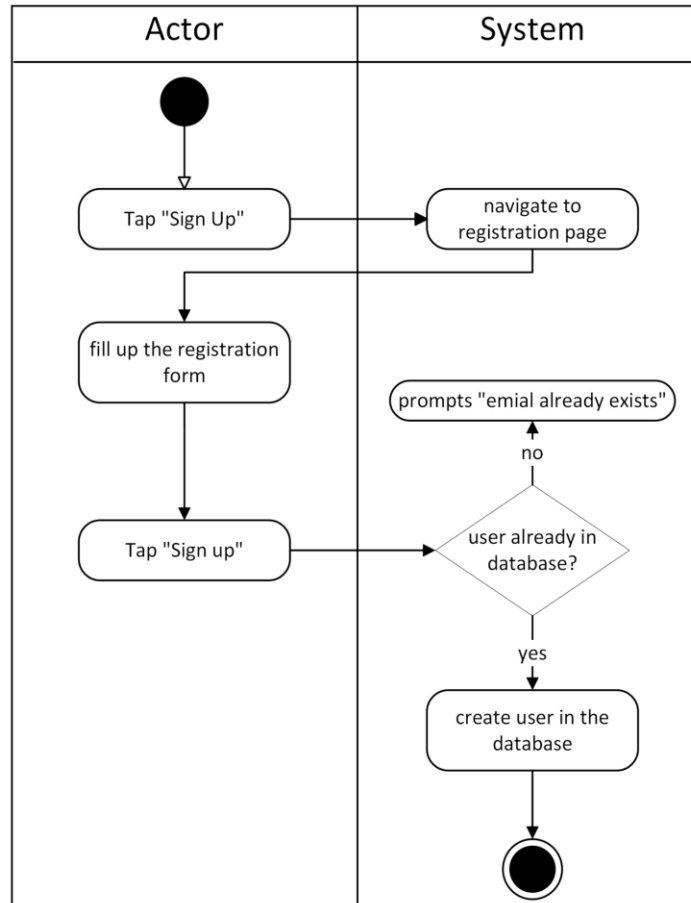 Actor
System
Tap "Sign Up"
navigate to
registration page
fill up the registration
form
prompts "emial already exists"
no
Tap "Sign up"
user already in
database?
yes
create user in the
database